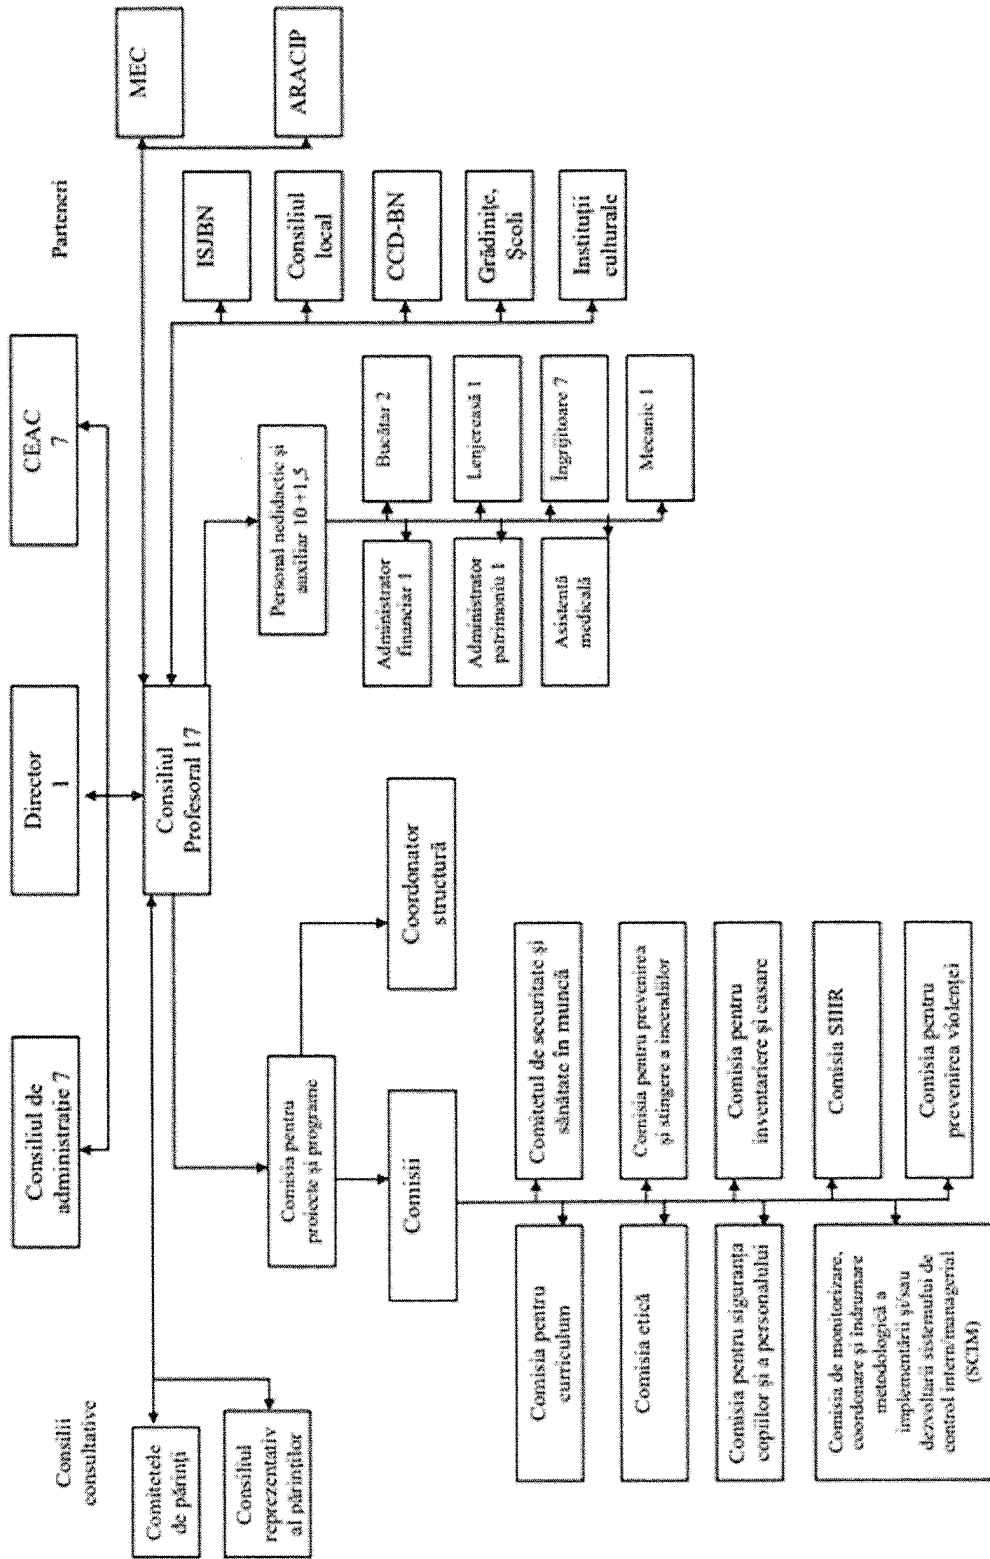 Consilii
consultative
Parteneri
Consiliul de
administrație 7
Director
1
CEAC
7
MEC
ARACIP
Comitetele
de părinți
Consiliul
reprezentativ
al părinților
Consiliul
Profesoral 17
ISJBN
Consiliul
local
CCD-BN
Grădinițe,
Școli
Instituții
culturale
Comisia pentru
proiecte și programe
Coordonator
structură
Comisii
Personal nedidactic și
auxiliar 10 +1,5
Administrator
financiar 1
Bucătar 2
Administrator
patrimoniu 1
Lenjereasă 1
Asistentă
medicală
Îngrijitoare 7
Mecanic 1
Comisia pentru
curriculum
Comitetul de securitate și
sănătate în muncă
Comisia etică
Comisia pentru prevenirea
și stingere a incendiilor
Comisia pentru siguranța
copiilor și a personalului
Comisia pentru
inventariere și casare
Comisia de monitorizare,
coordonare și îndrumare
metodologică a
implementării și/sau
dezvoltarii sistemului de
control intern/managerial
(SCIM)
Comisia SIIIR
Comisia pentru
prevenirea violenței